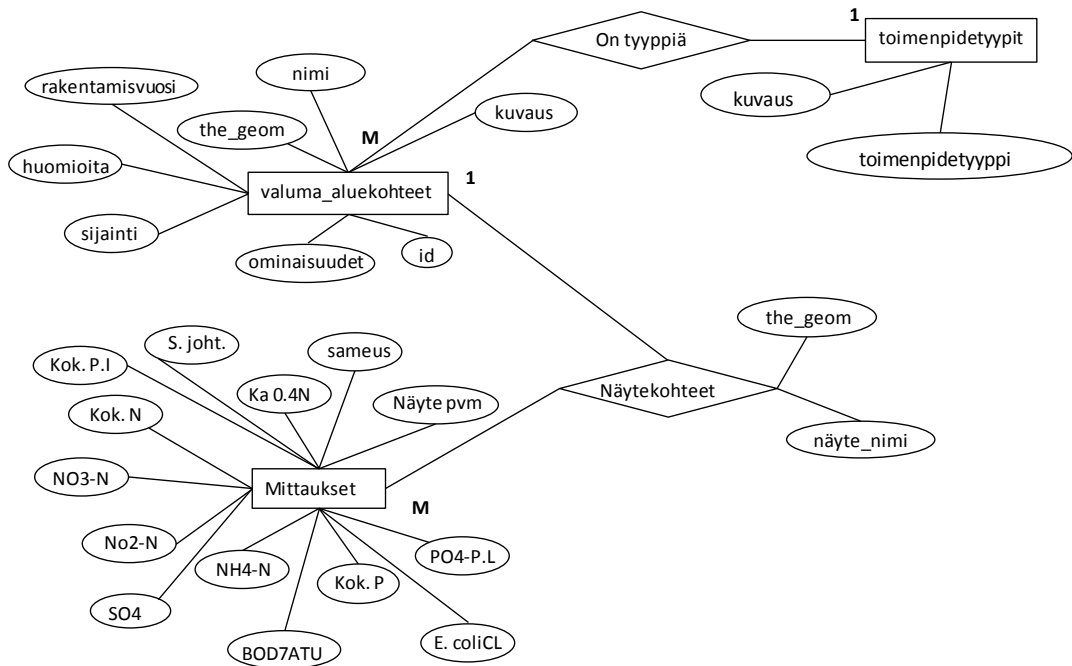 1
On tyyppiä
toimenpidetyypit
nimi
rakentamisvuosi
kuvaus
kuvaus
the_geom
M
toimenpidetyyppi
huomioita
1
valuma_aluekohteet
sijainti
id
ominaisuudet
the_geom
S. joht.
sameus
Kok. P.I
Ka 0.4N
Näyte pvm
Näytekohteet
Kok. N
näyte_nimi
NO3-N
Mittaukset
M
No2-N
PO4-P.L
NH4-N
Kok. P
SO4
E. coliCL
BOD7ATU